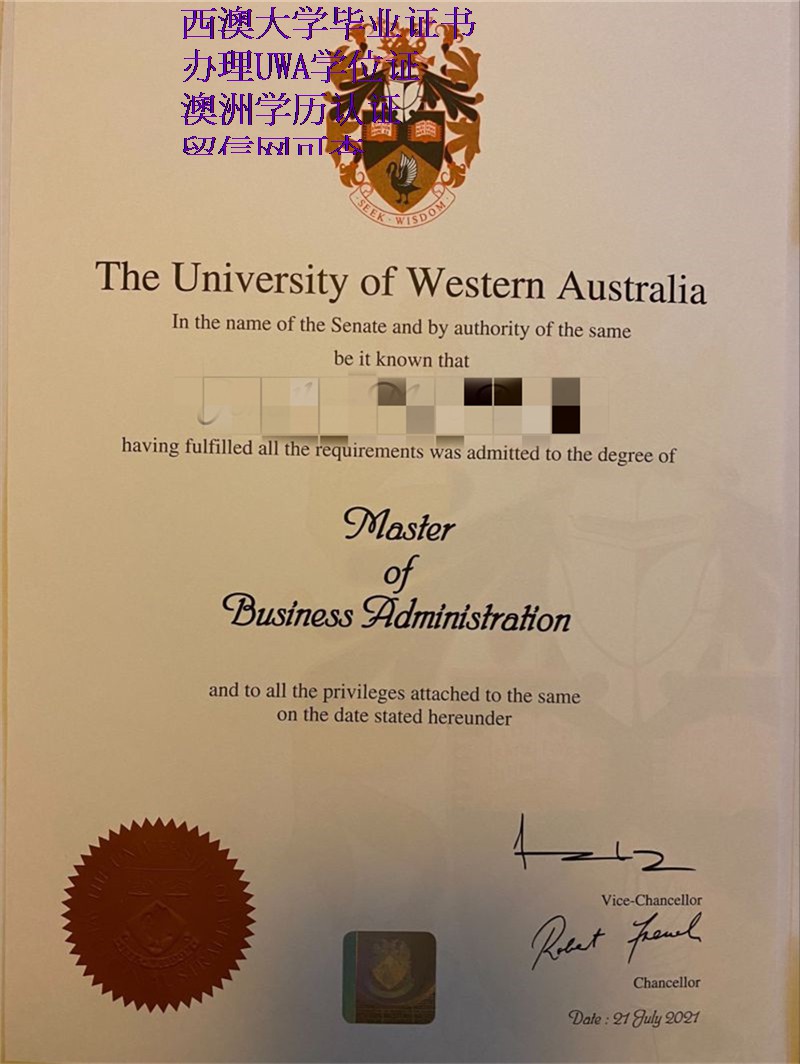 西澳大学毕业证书
办理UWA学位证
澳洲学历认证
SEEK · WISDOM
The University of Western Australia
In the name of the Senate and by authority of the same
be it known that
having fulfilled all the requirements was admitted to the degree of
Master
of
Business Administration
and to all the privileges attached to the same
on the date stated hereunder
Vice-Chancellor
Robert French
Chancellor
Date : 21 July 2021